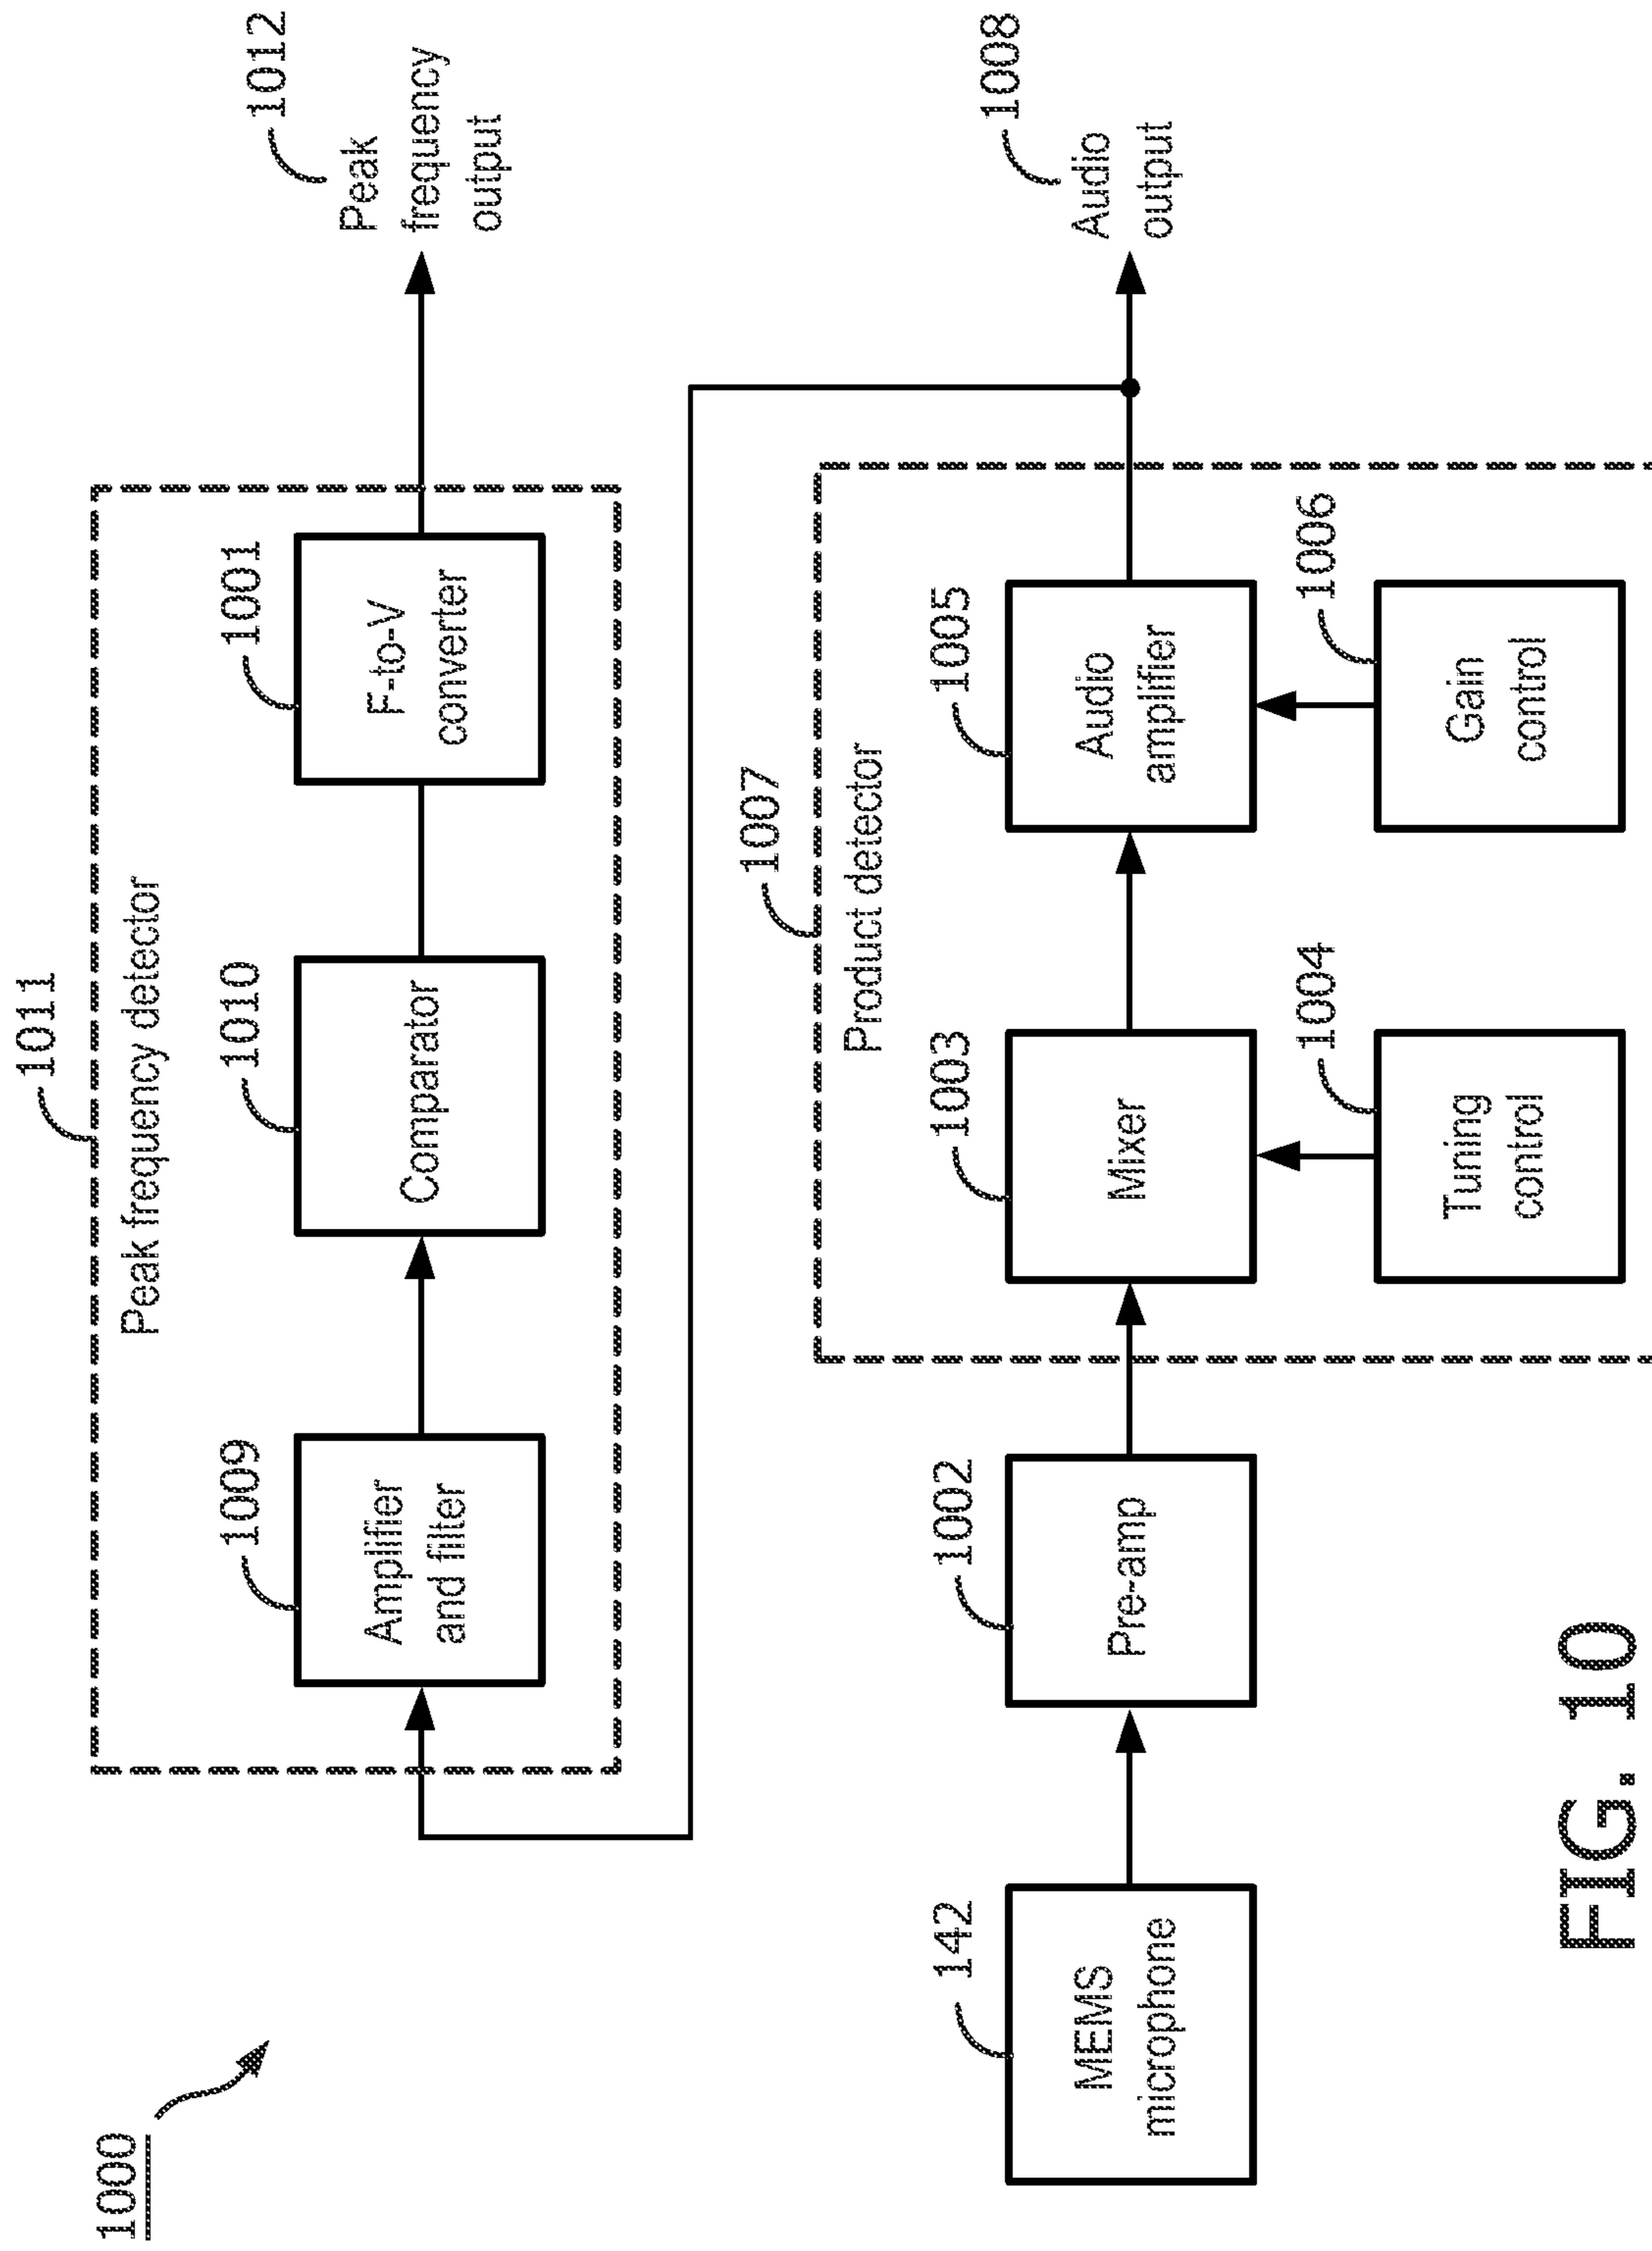 1000
1011
Peak frequency detector
1009
Amplifier
and filter
1010
Comparator
1001
F-to-V
converter
1012
Peak
frequency
output
1007
Product detector
142
MEMS
microphone
1002
Pre-amp
1003
Mixer
1005
Audio
amplifier
1008
Audio
output
1004
Tuning
control
1006
Gain
control
FIG. 10